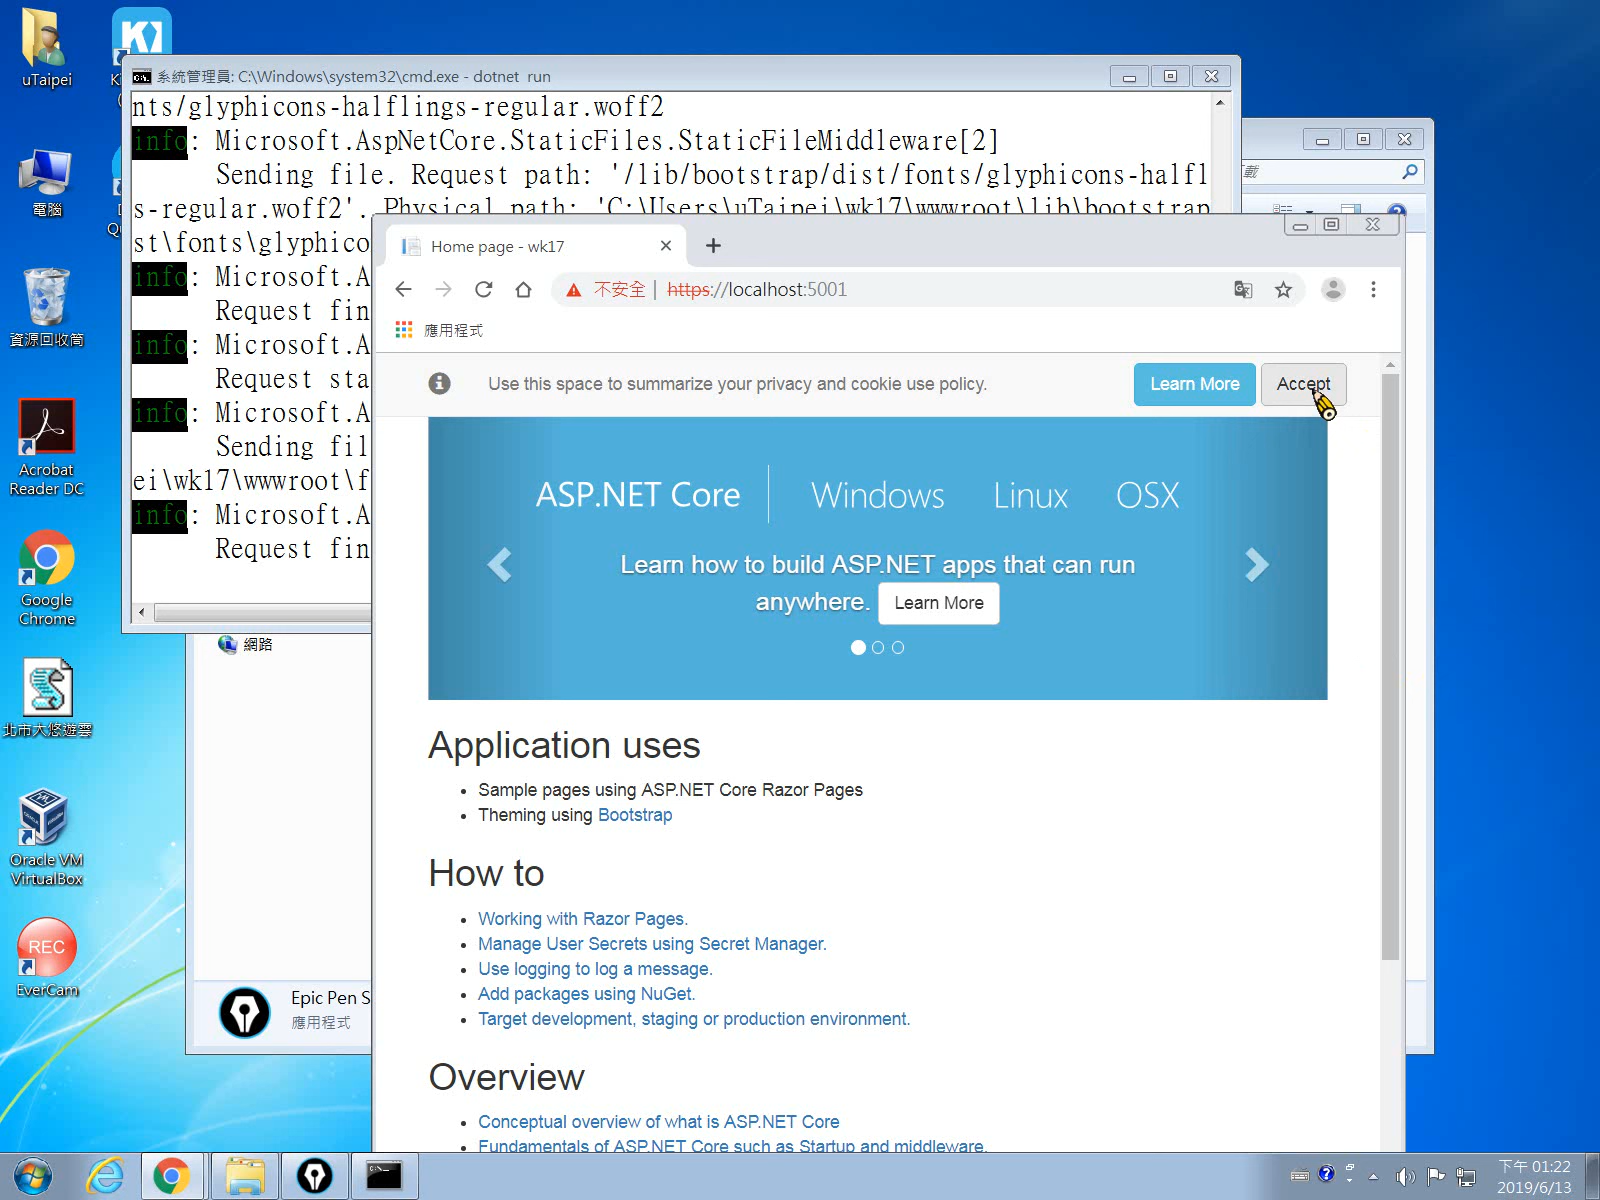 uTaipei
電腦
資源回收筒
Acrobat
Reader DC
Google
Chrome
北市大悠遊雲
Oracle VM
VirtualBox
REC
EverCam
系統管理員: C:\Windows\system32\cmd.exe - dotnet  run
nts/glyphicons-halflings-regular.woff2
info: Microsoft.AspNetCore.StaticFiles.StaticFileMiddleware[2]
Sending file. Request path: '/lib/bootstrap/dist/fonts/glyphicons-halfl
s-regular.woff2'. Physical path: 'C:\Users\uTaipei\wk17\wwwroot\lib\bootstrap
st\fonts\glyphico
info: Microsoft.A
Request fin
info: Microsoft.A
Request sta
info: Microsoft.A
Sending fil
ei\wk17\wwwroot\f
info: Microsoft.A
Request fin
網路
Epic Pen S
應用程式
載
Home page - wk17
不安全 | https://localhost:5001
應用程式
Use this space to summarize your privacy and cookie use policy.
Learn More
Accept
ASP.NET Core
Windows
Linux
OSX
Learn how to build ASP.NET apps that can run
anywhere. Learn More
Application uses
Sample pages using ASP.NET Core Razor Pages
Theming using Bootstrap
How to
Working with Razor Pages.
Manage User Secrets using Secret Manager.
Use logging to log a message.
Add packages using NuGet.
Target development, staging or production environment.
Overview
Conceptual overview of what is ASP.NET Core
Fundamentals of ASP.NET Core such as Startup and middleware.
下午 01:22
2019/6/13